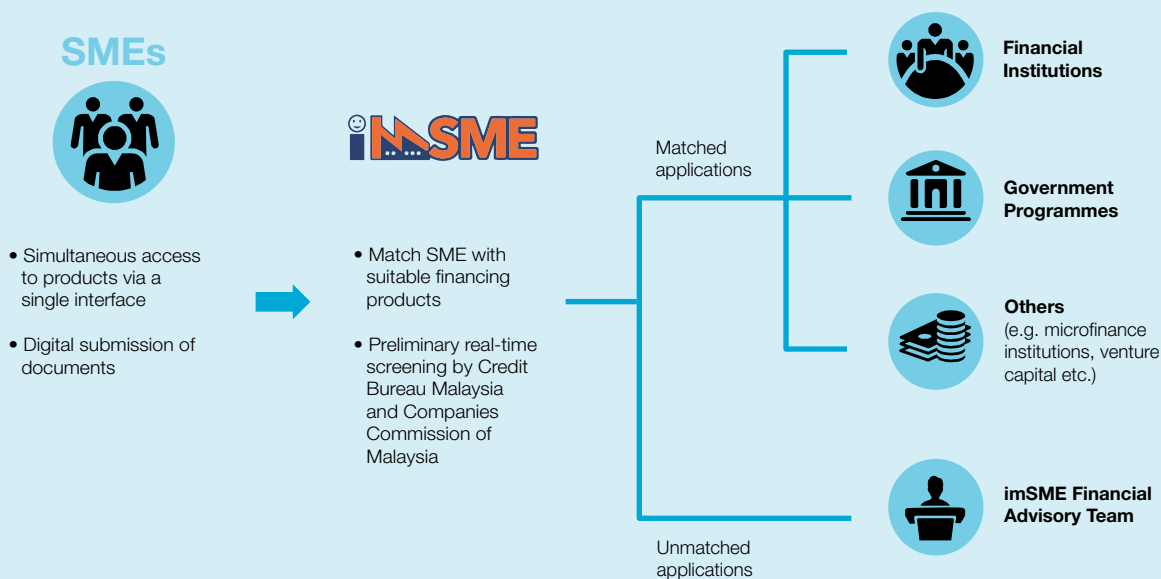 SMEs
• Simultaneous access
to products via a
single interface
• Digital submission of
documents
imSME
• Match SME with
suitable financing
products
• Preliminary real-time
screening by Credit
Bureau Malaysia
and Companies
Commission of
Malaysia
Matched
applications
Unmatched
applications
Financial
Institutions
Government
Programmes
Others
(e.g. microfinance
institutions, venture
capital etc.)
imSME Financial
Advisory Team